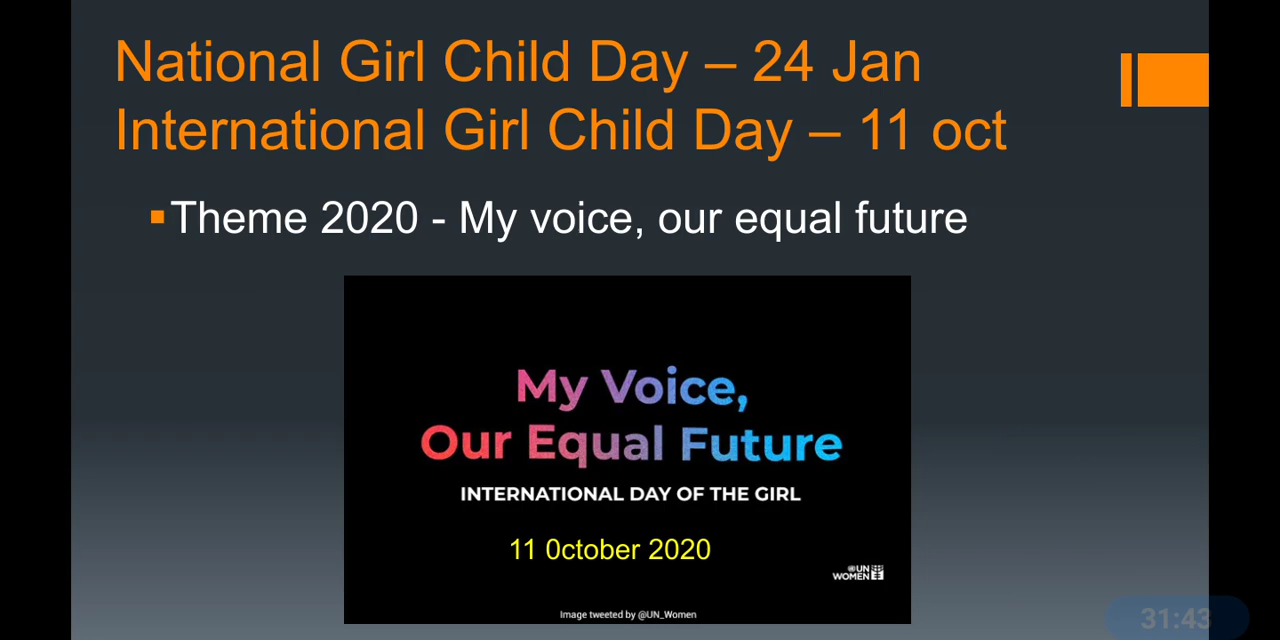 National Girl Child Day – 24 Jan
International Girl Child Day – 11 oct
Theme 2020 - My voice, our equal future
My Voice,
Our Equal Future
INTERNATIONAL DAY OF THE GIRL
11 0ctober 2020
UN
WOMEN
Image tweeted by @UN_Women
31:43